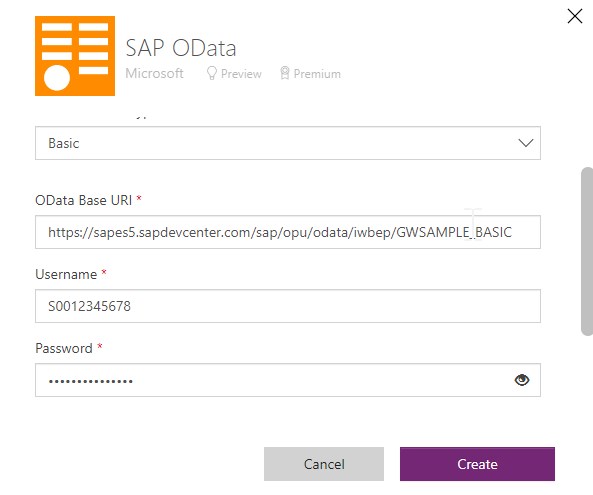 SAP OData
Microsoft Preview Premium
Basic
OData Base URI *
https://sapes5.sapdevcenter.com/sap/opu/odata/iwbep/GWSAMPLE_BASIC
Username *
S0012345678
Password *
•••••••••••••••
Cancel Create